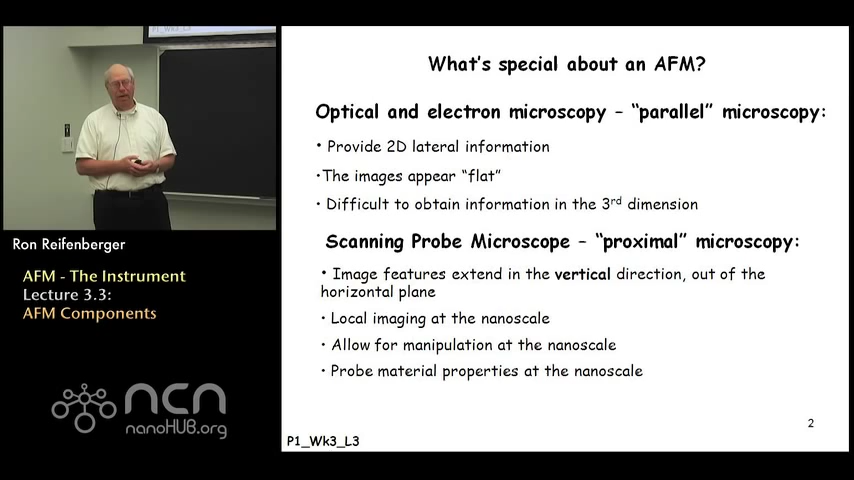 P1_Wk3_L3
Ron Reifenberger
AFM - The Instrument
Lecture 3.3:
AFM Components
ncn
nanoHUB.org
What's special about an AFM?
Optical and electron microscopy – “parallel” microscopy:
• Provide 2D lateral information
•The images appear “flat”
• Difficult to obtain information in the 3rd dimension
Scanning Probe Microscope – “proximal” microscopy:
• Image features extend in the vertical direction, out of the
horizontal plane
• Local imaging at the nanoscale
• Allow for manipulation at the nanoscale
• Probe material properties at the nanoscale
2
P1_Wk3_L3